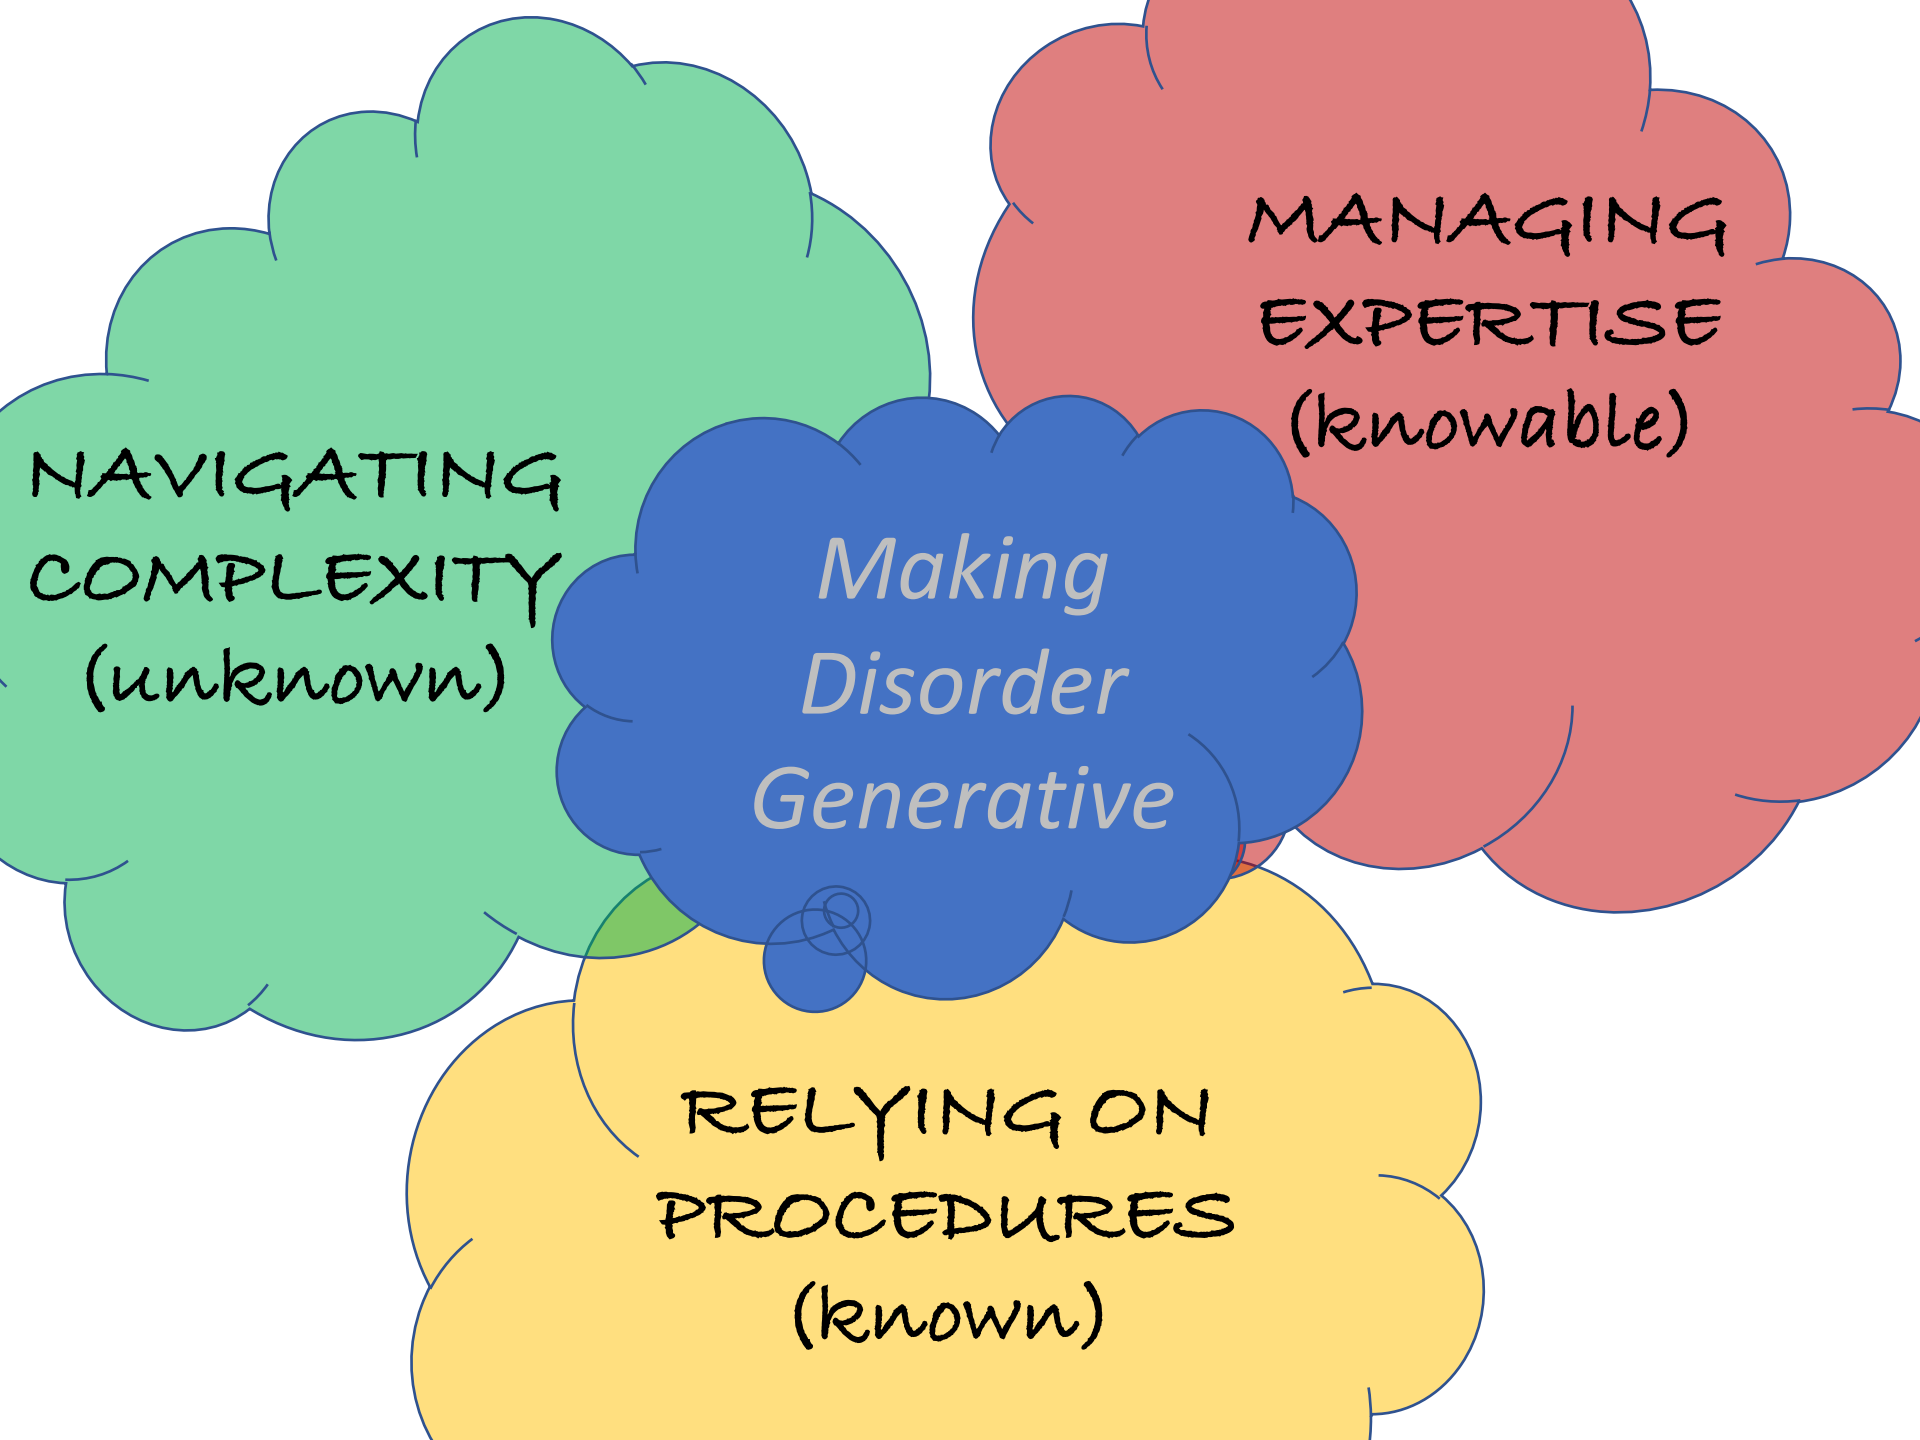 MANAGING
EXPERTISE
(knowable)
NAVIGATING
COMPLEXITY
(unknown)
Making
Disorder
Generative
RELYING ON
PROCEDURES
(known)